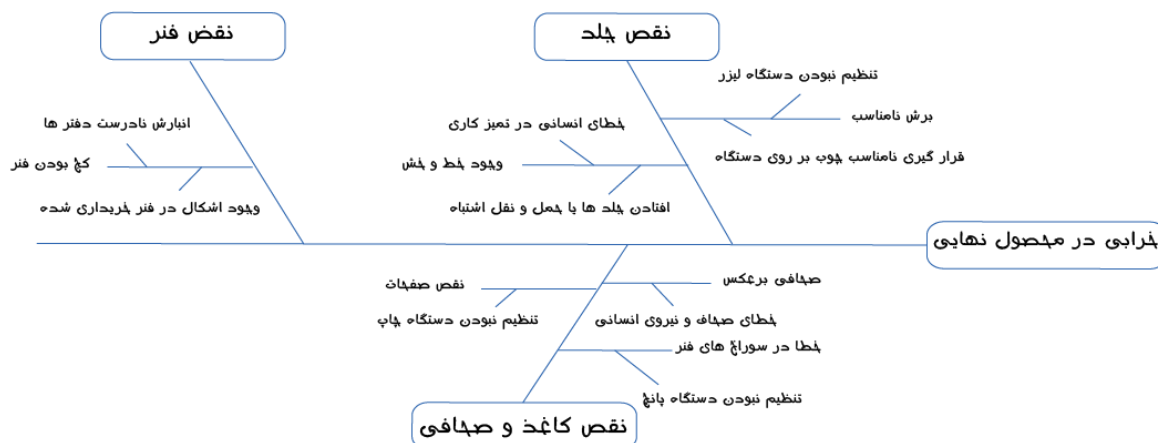 نقص جلد
نقض فنر
تنظیم نبودن دستگاه لیزر
برش نامناسب
قرار گیری نامناسب چوب بر روی دستگاه
خطای انسانی در تمیز کاری
وجود خط و خش
افتادن جلد ها یا حمل و نقل اشتباه
انبارش نادرست دفتر ها
کج بودن فنر
وجود اشکال در فنر خریداری شده
خرابی در محصول نهایی
صحافی برعکس
خطای صحاف و نیروی انسانی
نقص صفحات
تنظیم نبودن دستگاه چاپ
خطا در سوراخ های فنر
تنظیم نبودن دستگاه پانچ
نقص کاغذ و صحافی